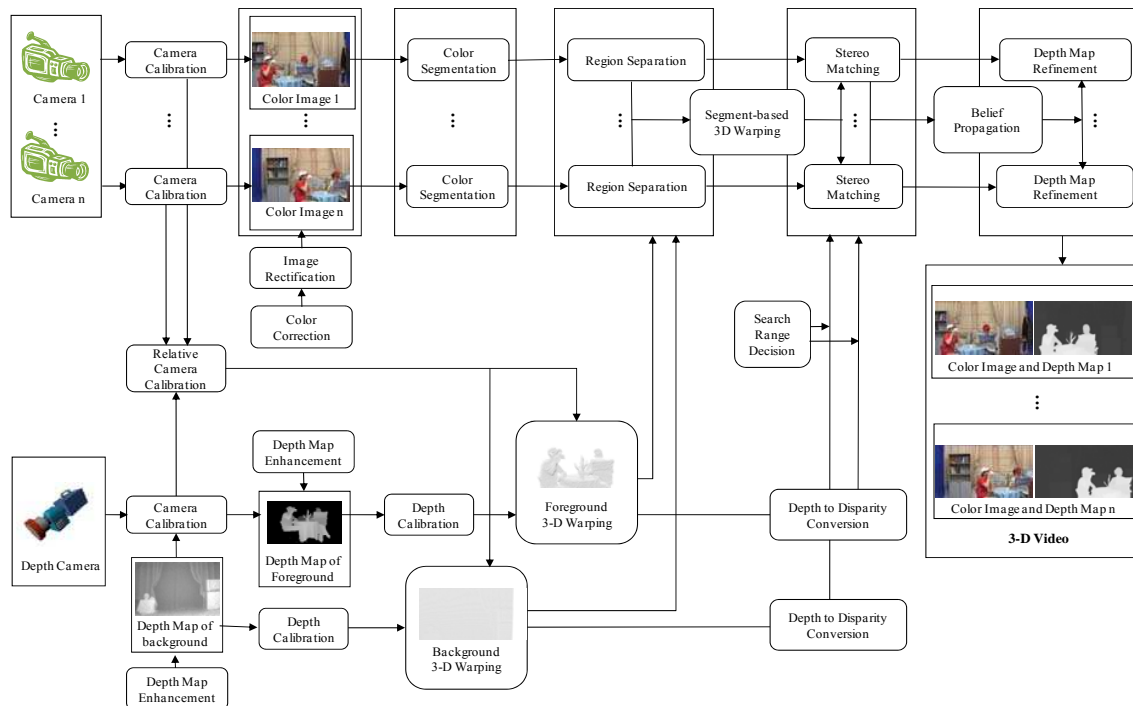 Camera 1
Camera n
Camera
Calibration
Camera
Calibration
Color Image 1
Color Image n
Image
Rectification
Color
Correction
Color
Segmentation
Color
Segmentation
Region Separation
Region Separation
Segment-based
3D Warping
Stereo
Matching
Stereo
Matching
Belief
Propagation
Depth Map
Refinement
Depth Map
Refinement
Search
Range
Decision
Relative
Camera
Calibration
Depth Camera
Camera
Calibration
Depth Map of
background
Depth Map
Enhancement
Depth Map
Enhancement
Depth Map of
Foreground
Depth
Calibration
Depth
Calibration
Foreground
3-D Warping
Background
3-D Warping
Depth to Disparity
Conversion
Depth to Disparity
Conversion
Color Image and Depth Map 1
Color Image and Depth Map n
3-D Video